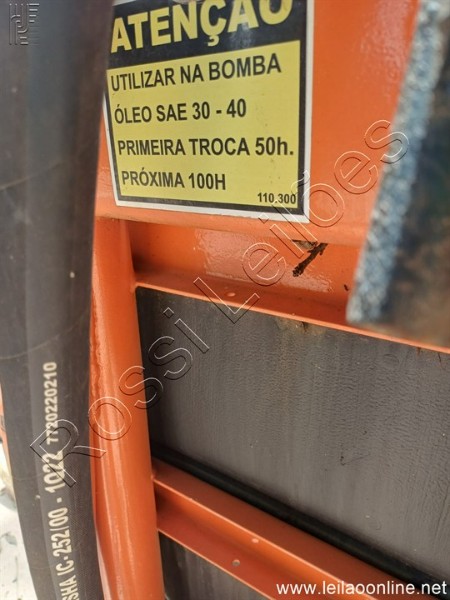 ATENÇÃO
UTILIZAR NA BOMBA
ÓLEO SAE 30 - 40
PRIMEIRA TROCA 50h.
PRÓXIMA 100H
110.300
SHA IC-252/00 - 1022 7720220210
Rossi Leilões
www.leilaoonline.net